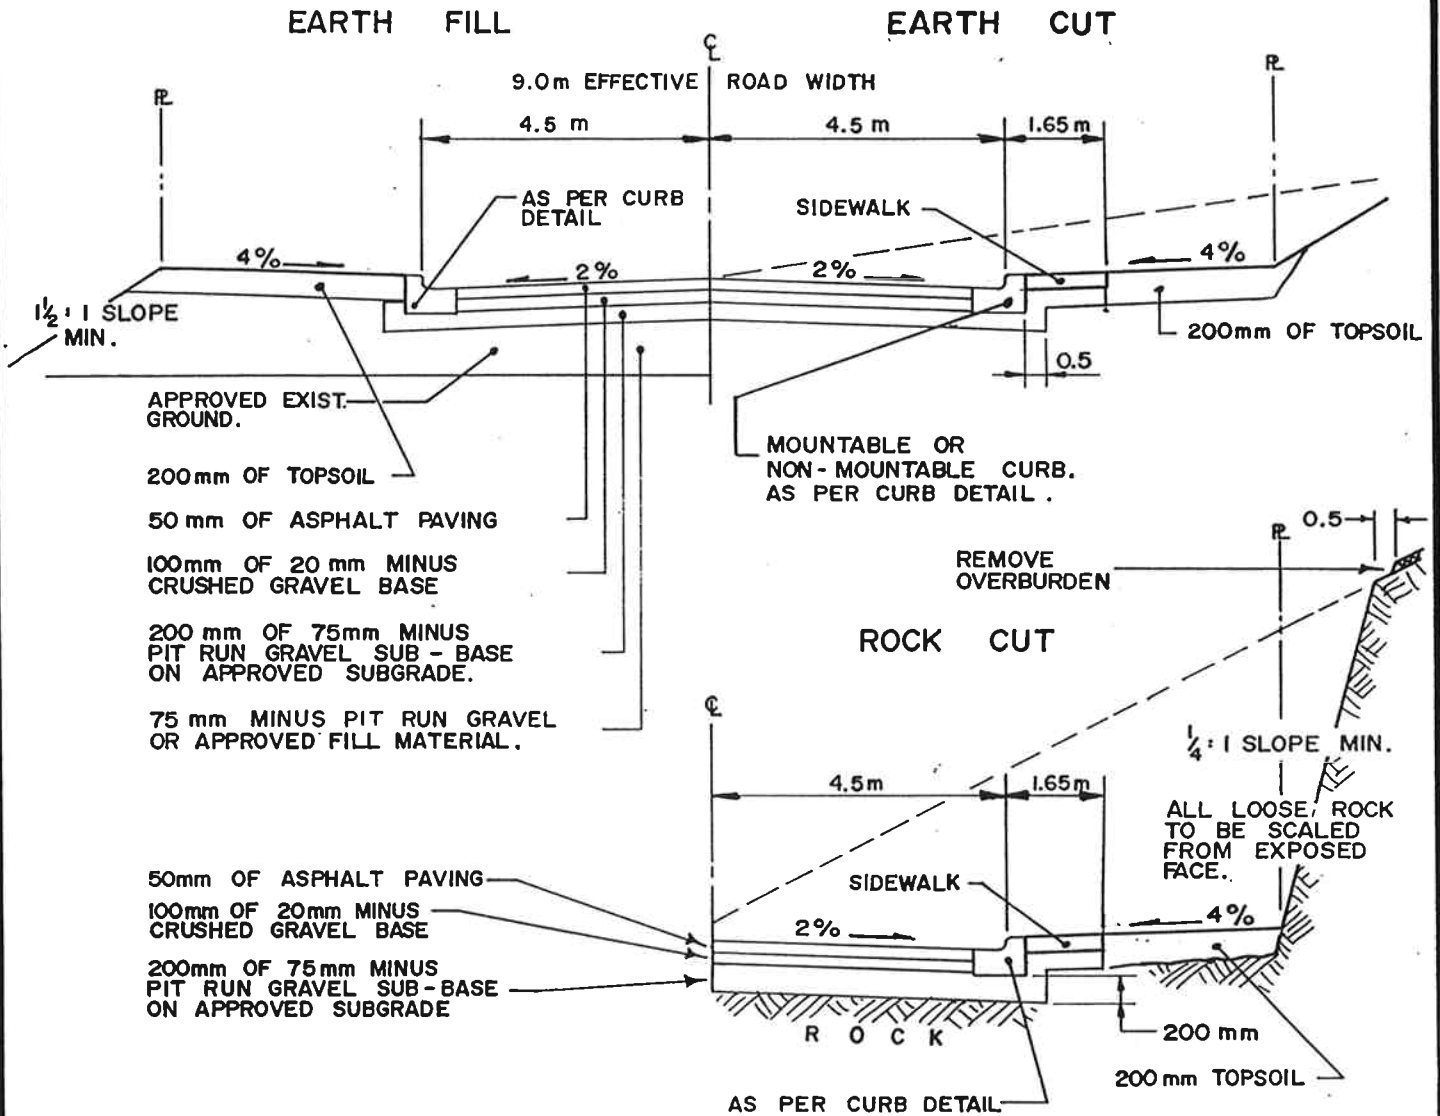 EARTH FILL
EARTH CUT
℄
9.0m EFFECTIVE ROAD WIDTH
PL
PL
4.5 m
4.5 m
1.65m
AS PER CURB
DETAIL
SIDEWALK
4%
2%
2%
4%
1½:1 SLOPE
MIN.
200mm OF TOPSOIL
0.5
APPROVED EXIST.
GROUND.
MOUNTABLE OR
NON-MOUNTABLE CURB.
AS PER CURB DETAIL.
200mm OF TOPSOIL
50 mm OF ASPHALT PAVING
100mm OF 20 mm MINUS
CRUSHED GRAVEL BASE
200 mm OF 75mm MINUS
PIT RUN GRAVEL SUB-BASE
ON APPROVED SUBGRADE.
75 mm MINUS PIT RUN GRAVEL
OR APPROVED FILL MATERIAL.
0.5
PL
REMOVE
OVERBURDEN
ROCK CUT
℄
¼:1 SLOPE MIN.
4.5m
1.65m
ALL LOOSE ROCK
TO BE SCALED
FROM EXPOSED
FACE.
50mm OF ASPHALT PAVING
100mm OF 20mm MINUS
CRUSHED GRAVEL BASE
200mm OF 75mm MINUS
PIT RUN GRAVEL SUB-BASE
ON APPROVED SUBGRADE
SIDEWALK
2%
4%
ROCK
200 mm
200mm TOPSOIL
AS PER CURB DETAIL